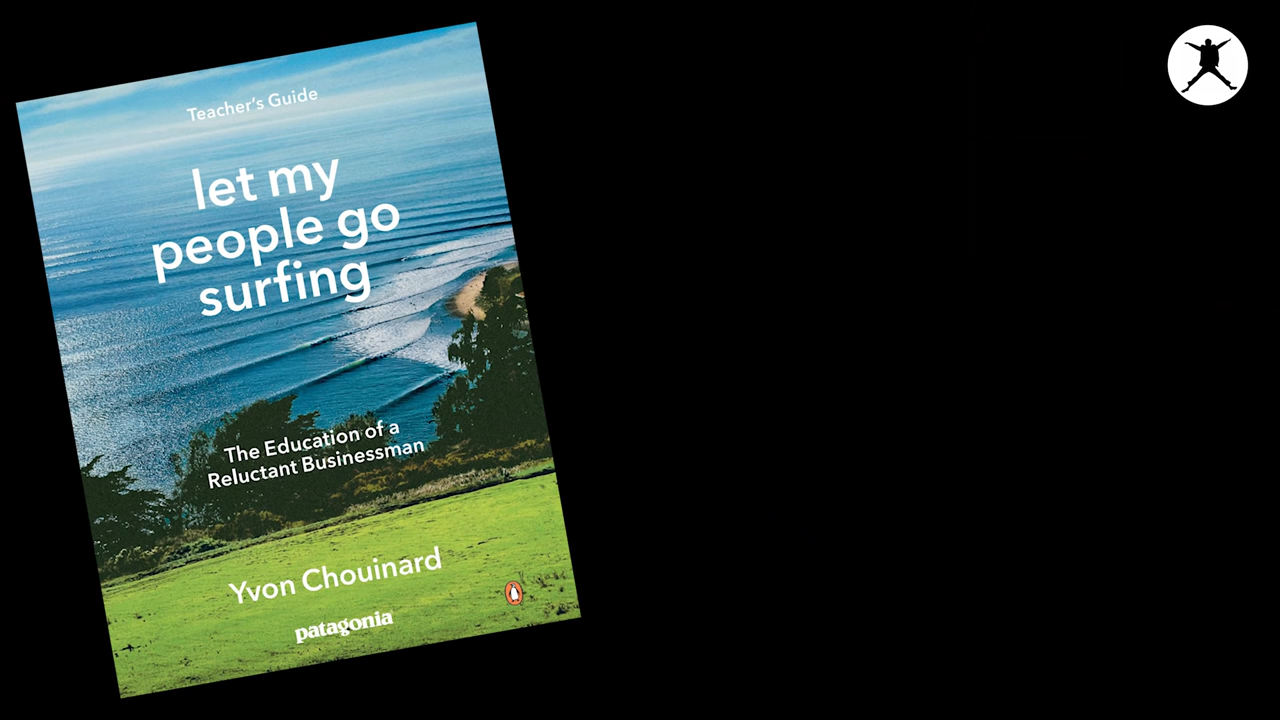 Teacher's Guide
let my
people go
surfing
The Education of a
Reluctant Businessman
Yvon Chouinard
patagonia